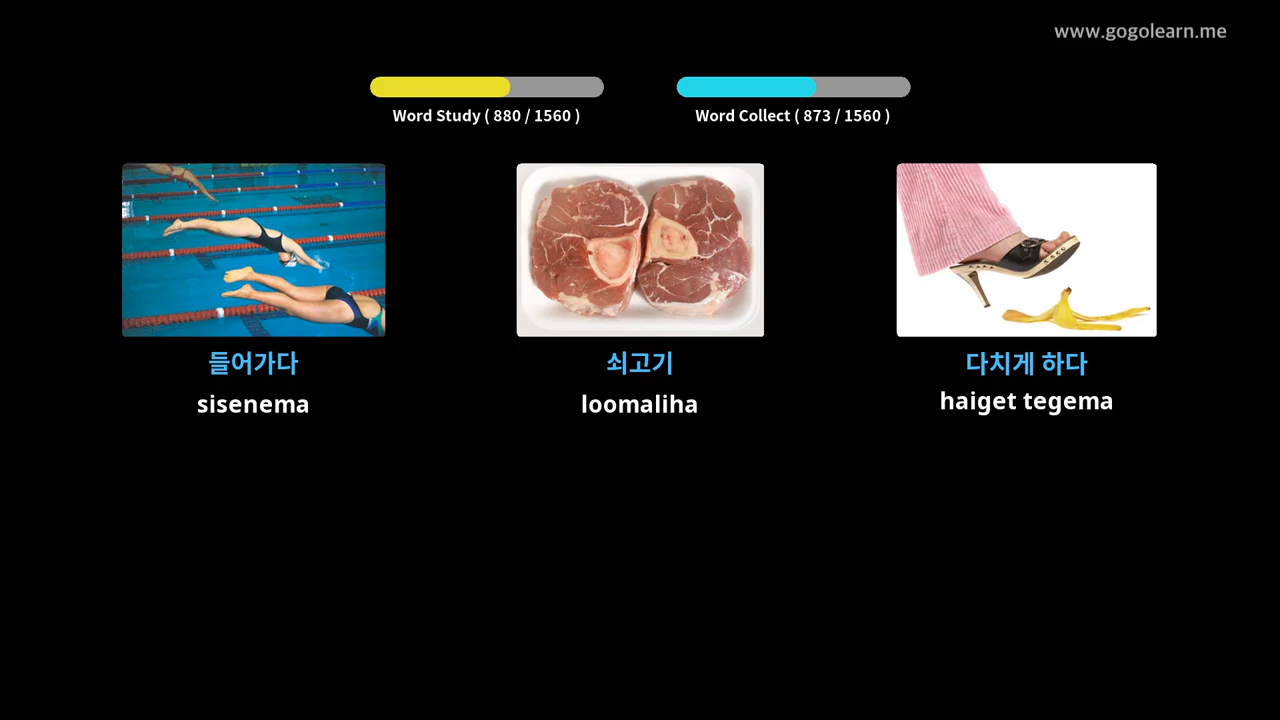 www.gogolearn.me
Word Study ( 880 / 1560 )
Word Collect ( 873 / 1560 )
들어가다
sisenema
쇠고기
loomaliha
다치게 하다
haiget tegema